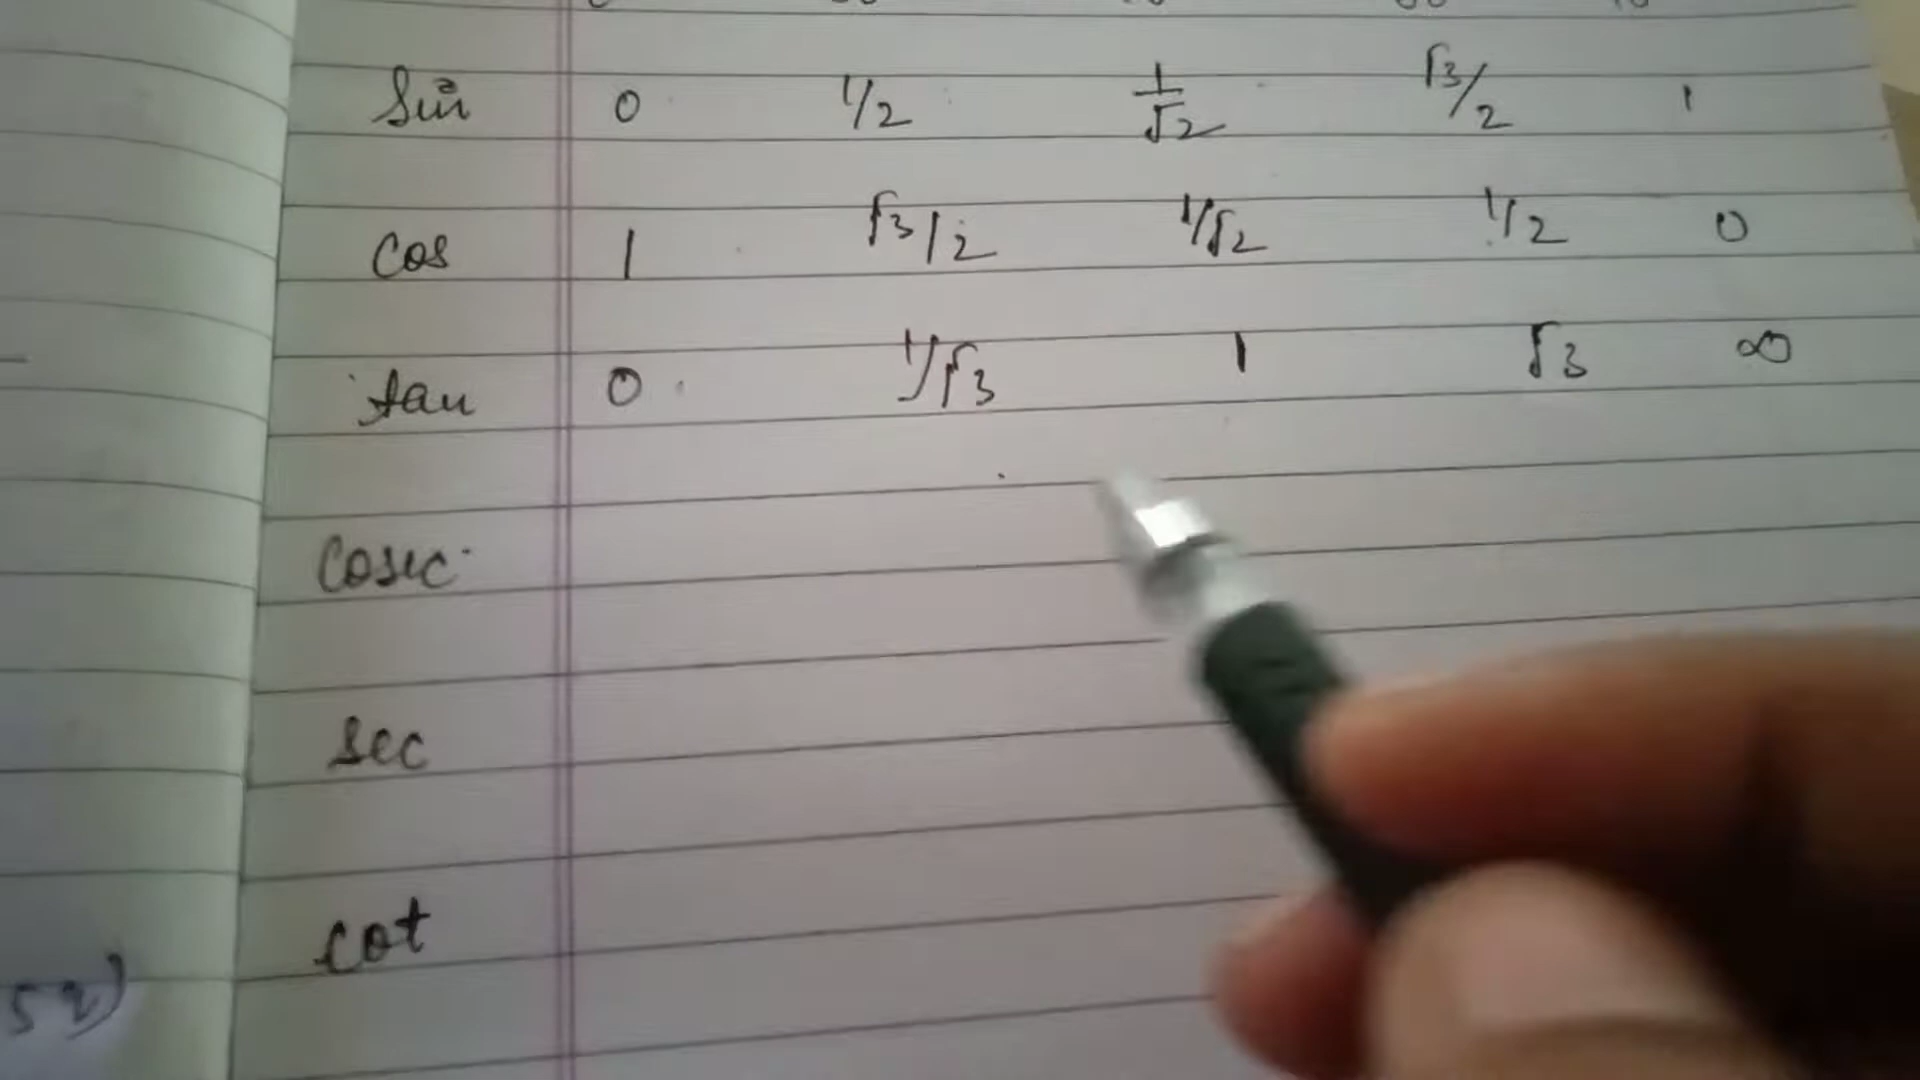 Sin 0 1/2 1/√2 √3/2 1
Cos 1 √3/2 1/√2 1/2 0
tan 0 1/√3 1 √3 ∞
Cosec
Sec
Cot